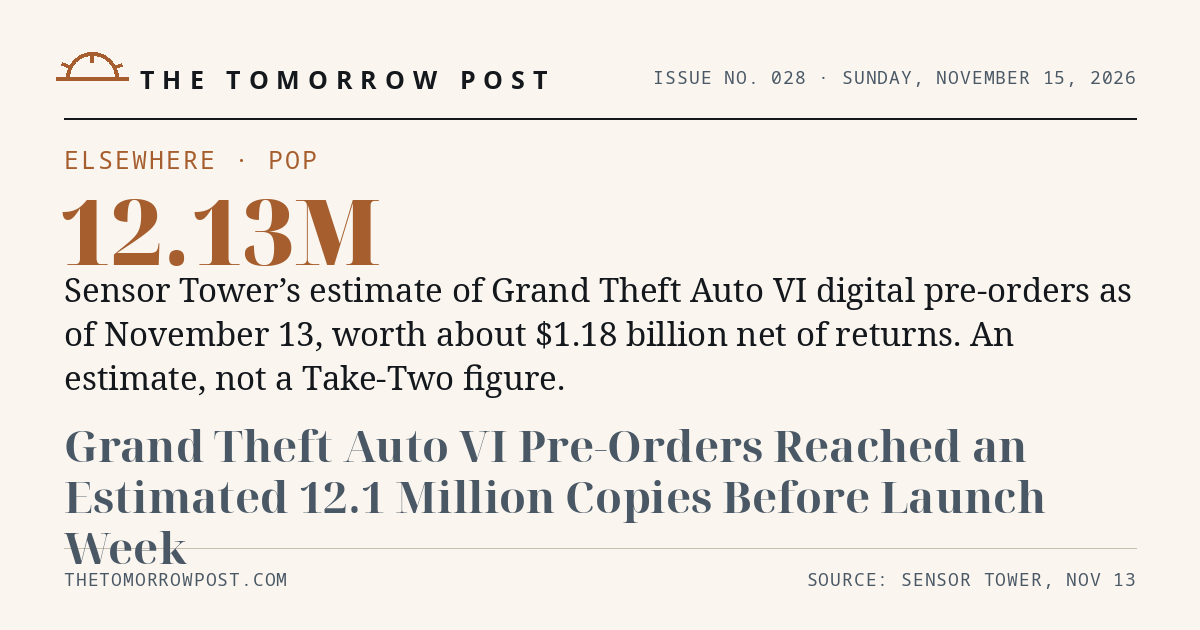 THE TOMORROW POST
ISSUE NO. 028 · SUNDAY, NOVEMBER 15, 2026
ELSEWHERE · POP
12.13M
Sensor Tower’s estimate of Grand Theft Auto VI digital pre-orders as
of November 13, worth about $1.18 billion net of returns. An
estimate, not a Take-Two figure.
Grand Theft Auto VI Pre-Orders Reached an
Estimated 12.1 Million Copies Before Launch
Week
THETOMORROWPOST.COM
SOURCE: SENSOR TOWER, NOV 13